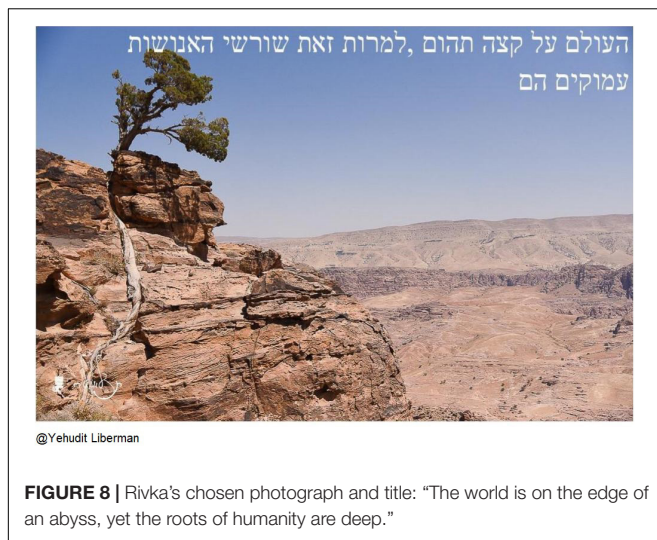 העולם על קצה תהום ,למרות זאת שורשי האנושות
עמוקים הם
@Yehudit Liberman
FIGURE 8 | Rivka’s chosen photograph and title: “The world is on the edge of
an abyss, yet the roots of humanity are deep.”